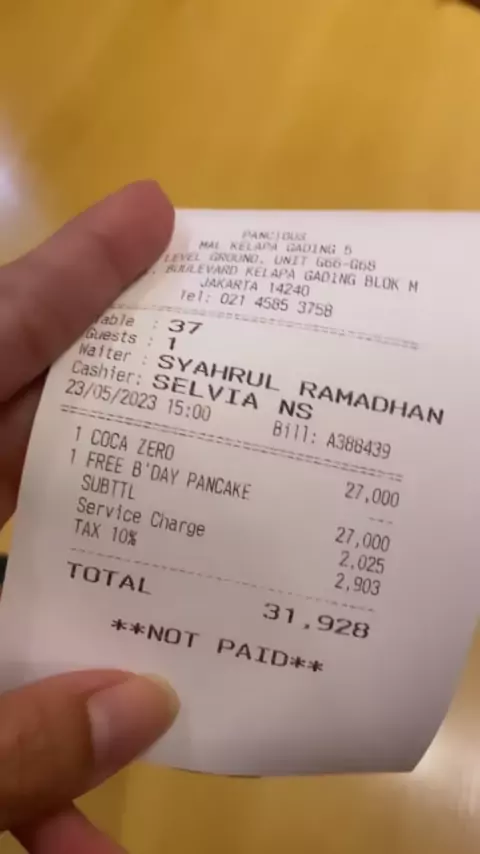 PANCIOUS
MAL KELAPA GADING 5
LEVEL GROUND, UNIT G66-G68
BOULEVARD KELAPA GADING BLOK M
JAKARTA 14240
Tel: 021 4585 3758
Table : 37
Guests : 1
Waiter : SYAHRUL RAMADHAN
Cashier: SELVIA NS
23/05/2023 15:00 Bill: A388439
1 COCA ZERO 27,000
1 FREE B'DAY PANCAKE ---
SUBTTL 27,000
Service Charge 2,025
TAX 10% 2,903
TOTAL 31,928
**NOT PAID**